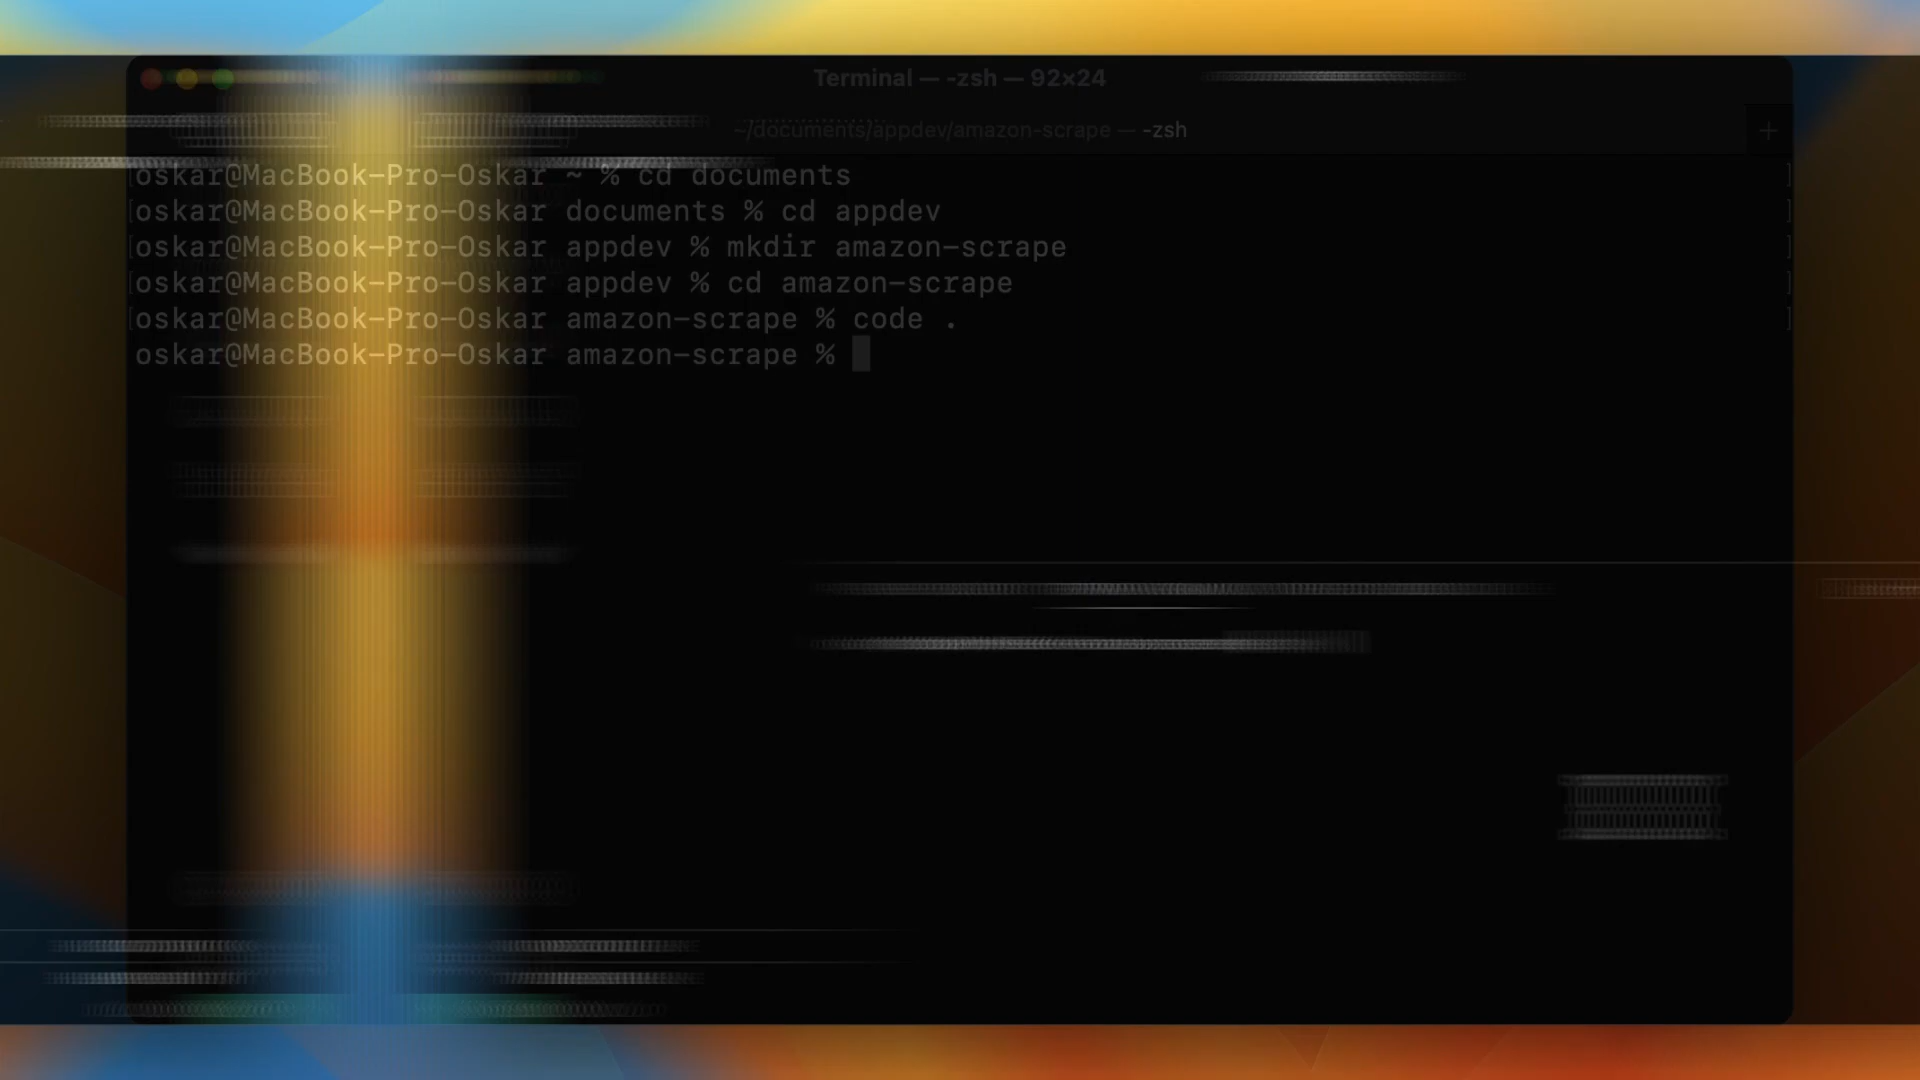 Terminal — -zsh — 92×24
~/documents/appdev/amazon-scrape — -zsh
oskar@MacBook-Pro-Oskar ~ % cd documents
oskar@MacBook-Pro-Oskar documents % cd appdev
oskar@MacBook-Pro-Oskar appdev % mkdir amazon-scrape
oskar@MacBook-Pro-Oskar appdev % cd amazon-scrape
oskar@MacBook-Pro-Oskar amazon-scrape % code .
oskar@MacBook-Pro-Oskar amazon-scrape %